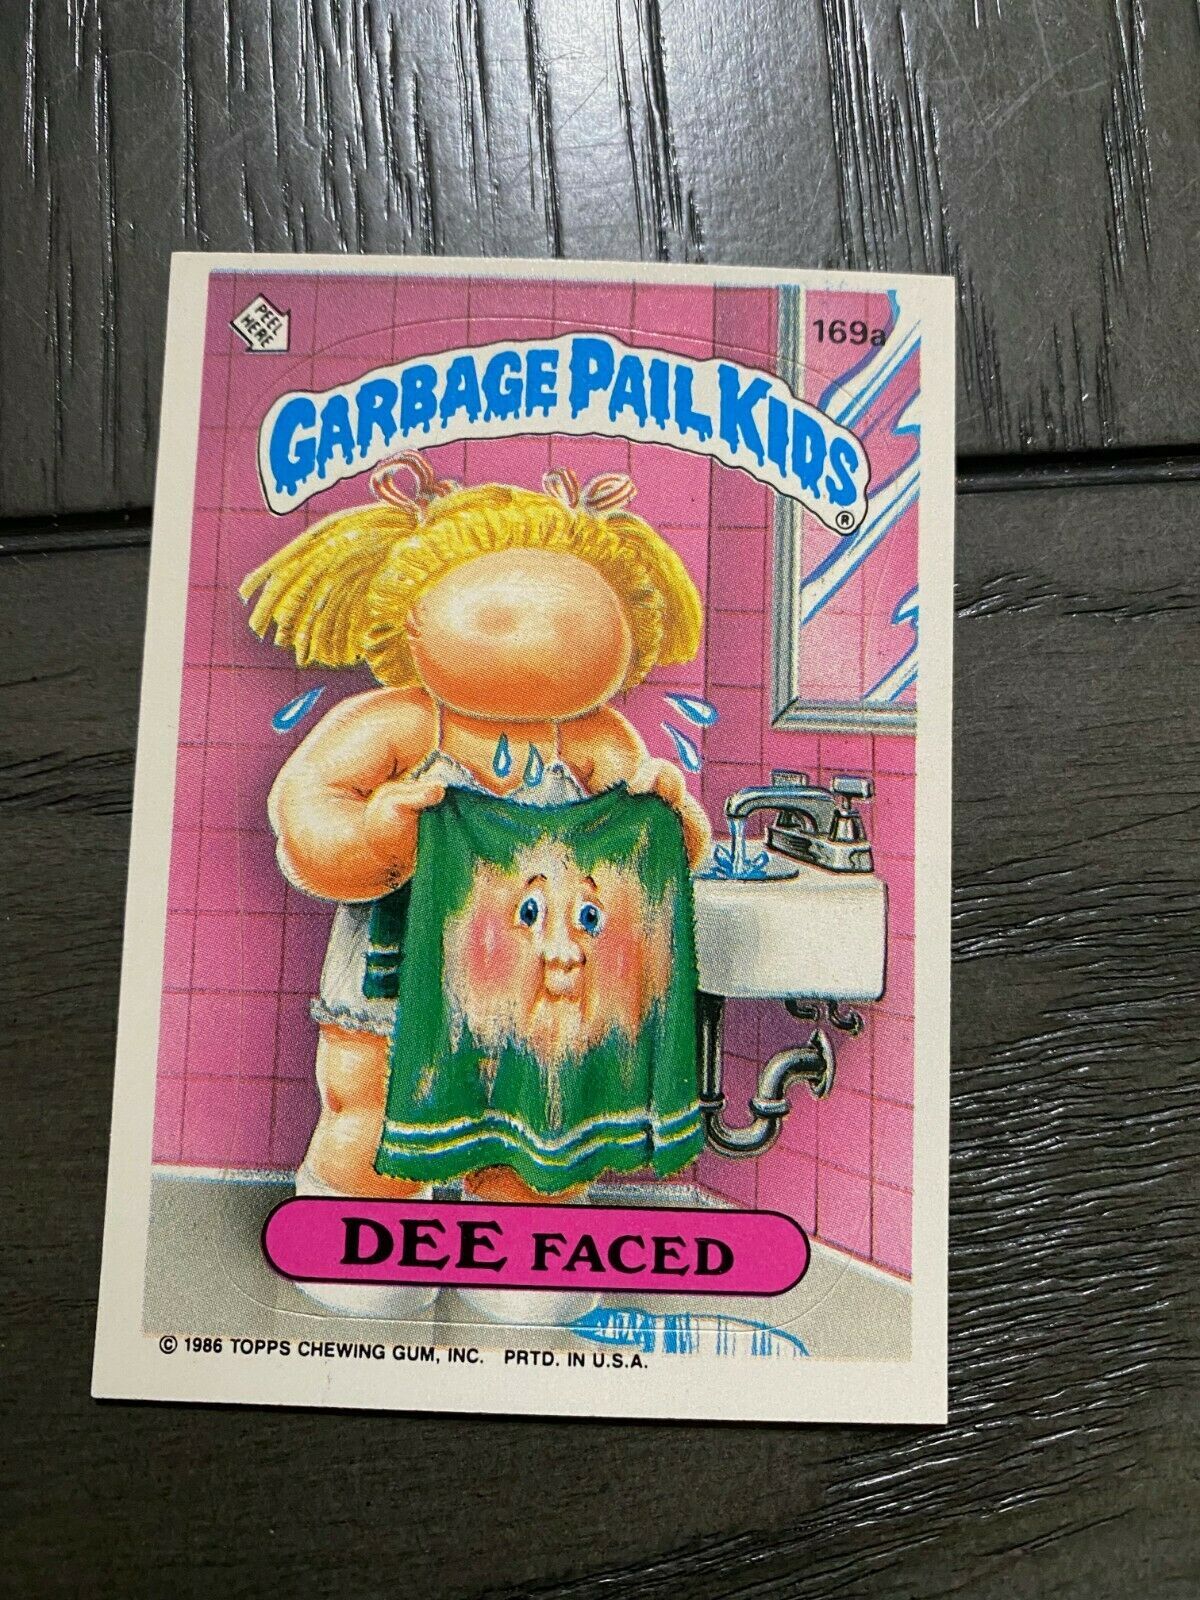 PEEL
HERE
169a
GARBAGE PAIL KIDS
®
DEE FACED
© 1986 TOPPS CHEWING GUM, INC. PRTD. IN U.S.A.